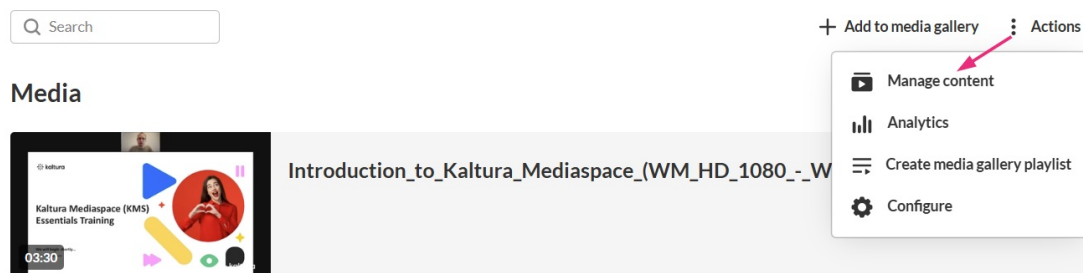 Search
Add to media gallery
Actions
Manage content
Media
Analytics
Introduction_to_Kaltura_Mediaspace_(WM_HD_1080_-_W
Create media gallery playlist
Configure
kaltura
Kaltura Mediaspace (KMS)
Essentials Training
03:30